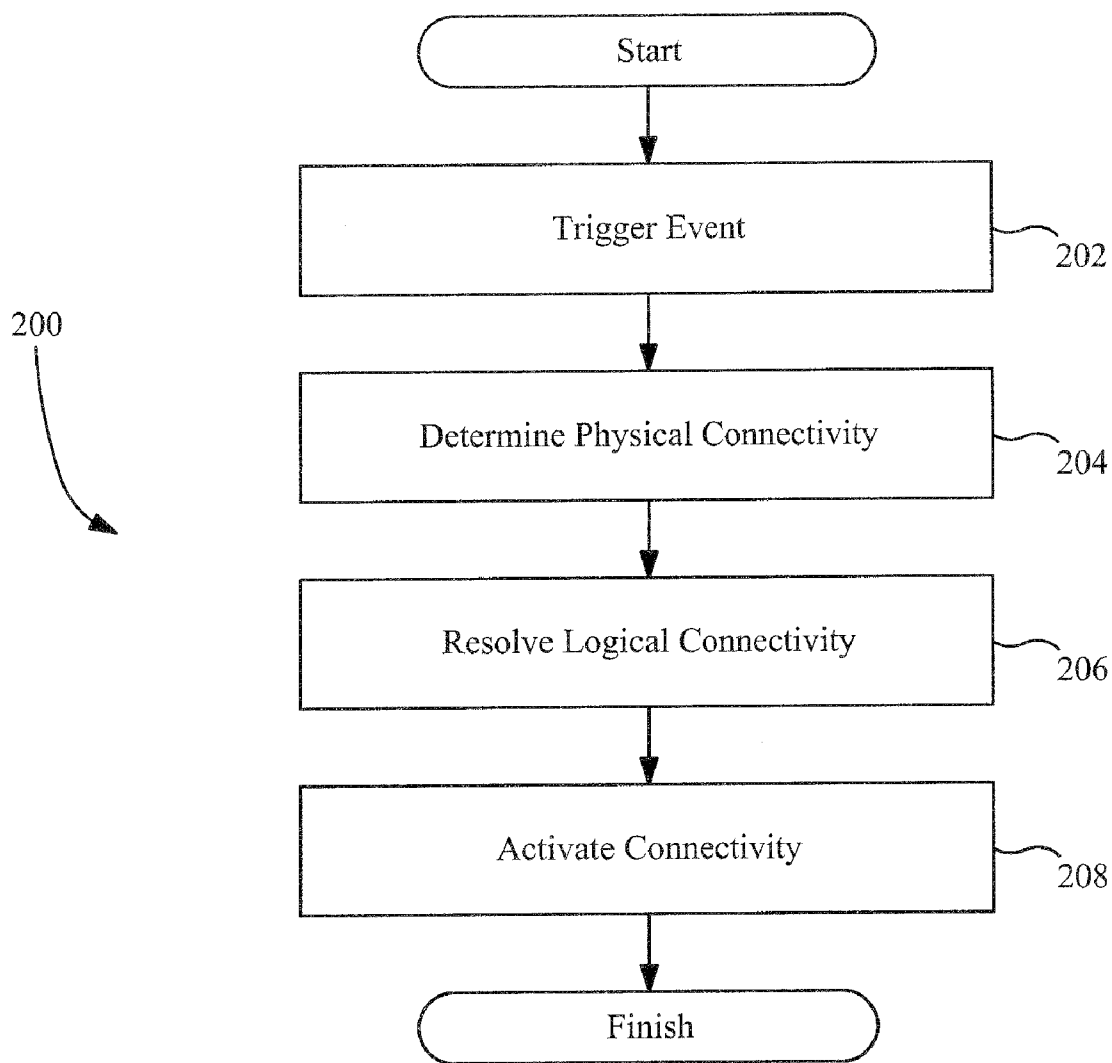 Start
Trigger Event
202
200
Determine Physical Connectivity
204
Resolve Logical Connectivity
206
Activate Connectivity
208
Finish